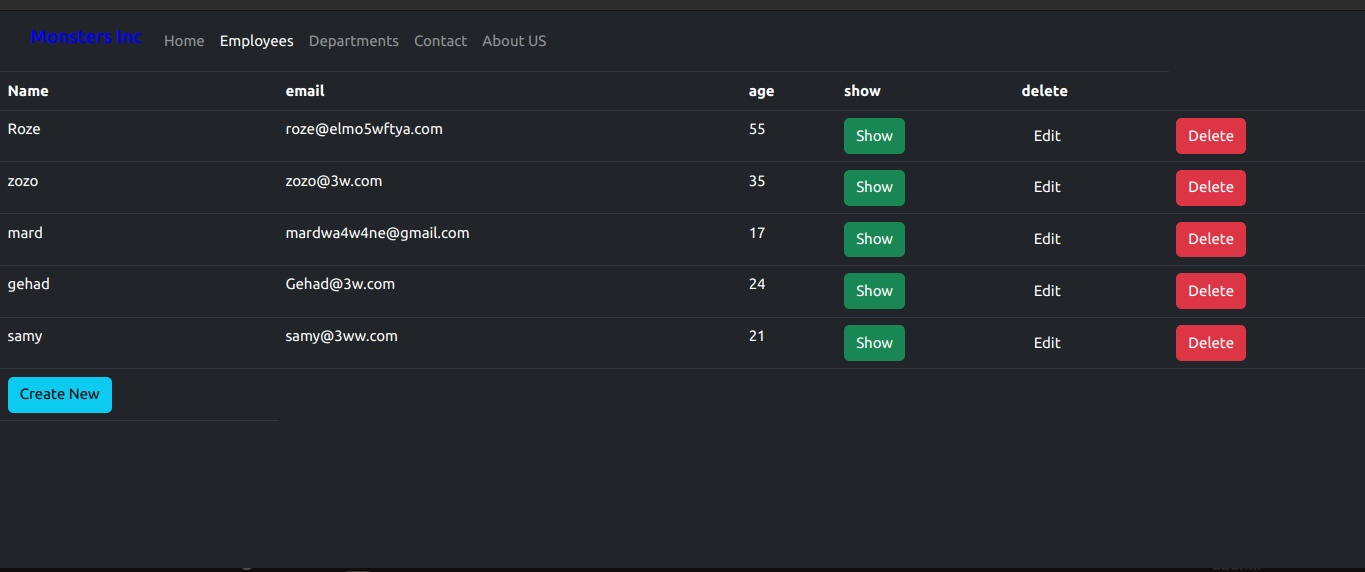 Monsters Inc Home Employees Departments Contact About US
Name email age show delete
Roze roze@elmo5wftya.com 55 Show Edit Delete
zozo zozo@3w.com 35 Show Edit Delete
mard mardwa4w4ne@gmail.com 17 Show Edit Delete
gehad Gehad@3w.com 24 Show Edit Delete
samy samy@3ww.com 21 Show Edit Delete
Create New